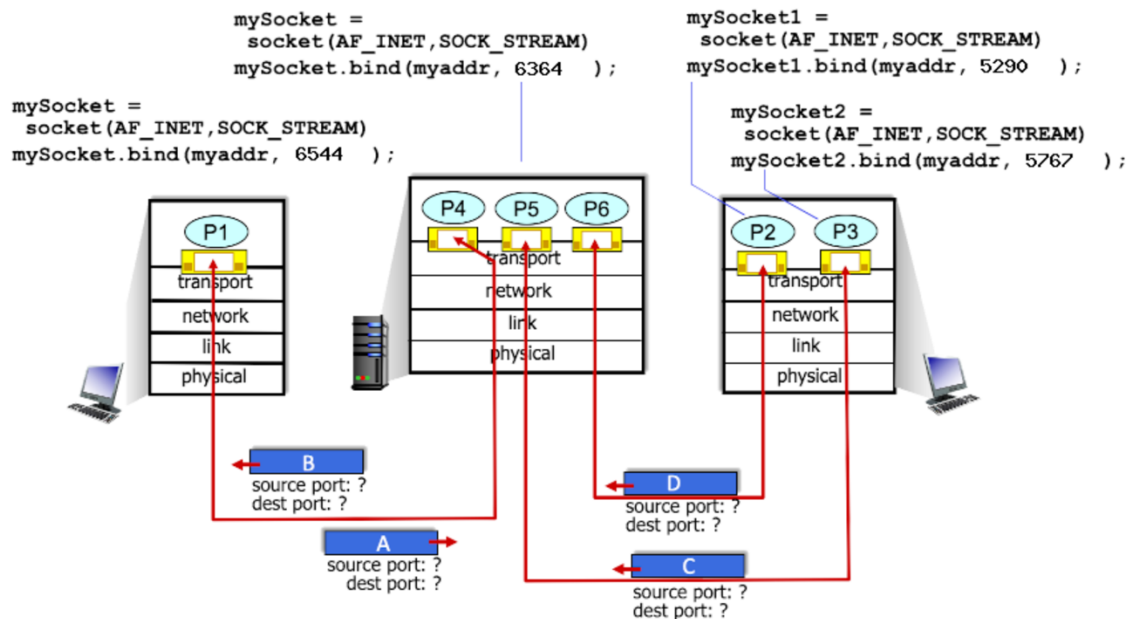 mySocket =
socket(AF_INET,SOCK_STREAM)
mySocket.bind(myaddr, 6364 );
mySocket1 =
socket(AF_INET,SOCK_STREAM)
mySocket1.bind(myaddr, 5290 );
mySocket =
socket(AF_INET,SOCK_STREAM)
mySocket.bind(myaddr, 6544 );
mySocket2 =
socket(AF_INET,SOCK_STREAM)
mySocket2.bind(myaddr, 5767 );
P1
transport
network
link
physical
P4 P5 P6
transport
network
link
physical
P2 P3
transport
network
link
physical
B
source port: ?
dest port: ?
A
source port: ?
dest port: ?
D
source port: ?
dest port: ?
C
source port: ?
dest port: ?